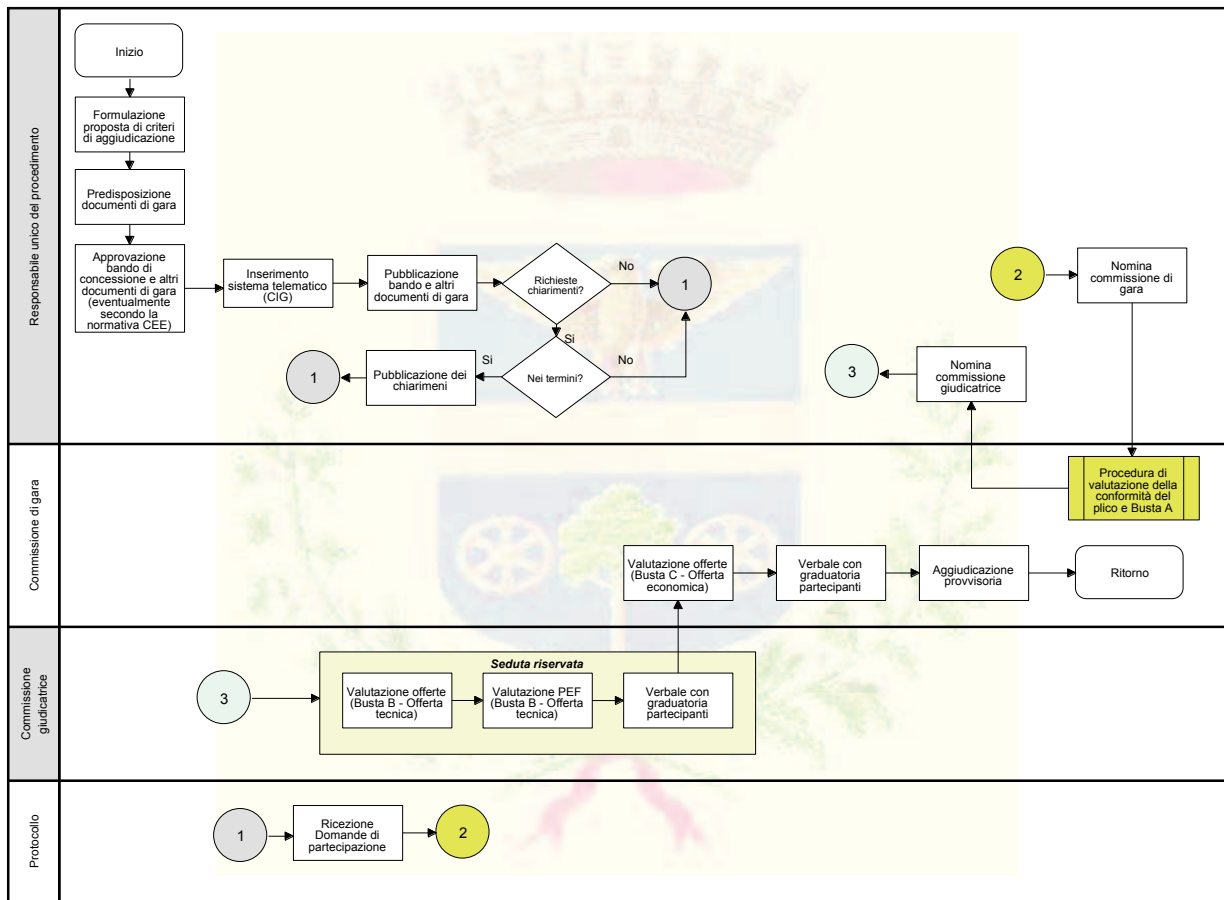 Responsabile unico del procedimento
Inizio
Formulazione
proposta di criteri
di aggiudicazione
Predisposizione
documenti di gara
Approvazione
bando di
concessione e altri
documenti di gara
(eventualmente
secondo la
normativa CEE)
Inserimento
sistema telematico
(CIG)
Pubblicazione
bando e altri
documenti di gara
Richieste
chiarimenti?
No
1
Si
Nei termini?
No
Si
Pubblicazione dei
chiarimeni
1
2
Nomina
commissione di
gara
Nomina
commissione
giudicatrice
3
Commissione di gara
Procedura di
valutazione della
conformità del
plico e Busta A
Valutazione offerte
(Busta C - Offerta
economica)
Verbale con
graduatoria
partecipanti
Aggiudicazione
provvisoria
Ritorno
Commissione
giudicatrice
3
Seduta riservata
Valutazione offerte
(Busta B - Offerta
tecnica)
Valutazione PEF
(Busta B - Offerta
tecnica)
Verbale con
graduatoria
partecipanti
Protocollo
1
Ricezione
Domande di
partecipazione
2